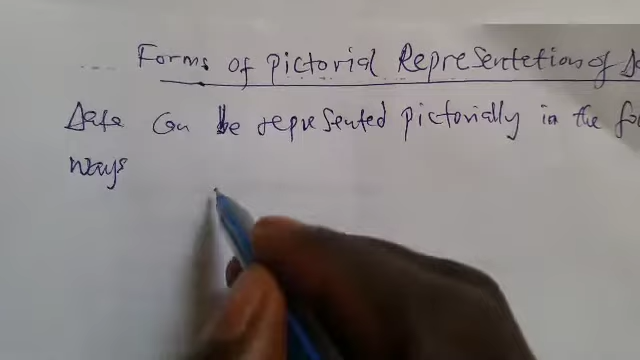 Forms of Pictorial Representetion of
Data Can be represented pictorially in the
ways